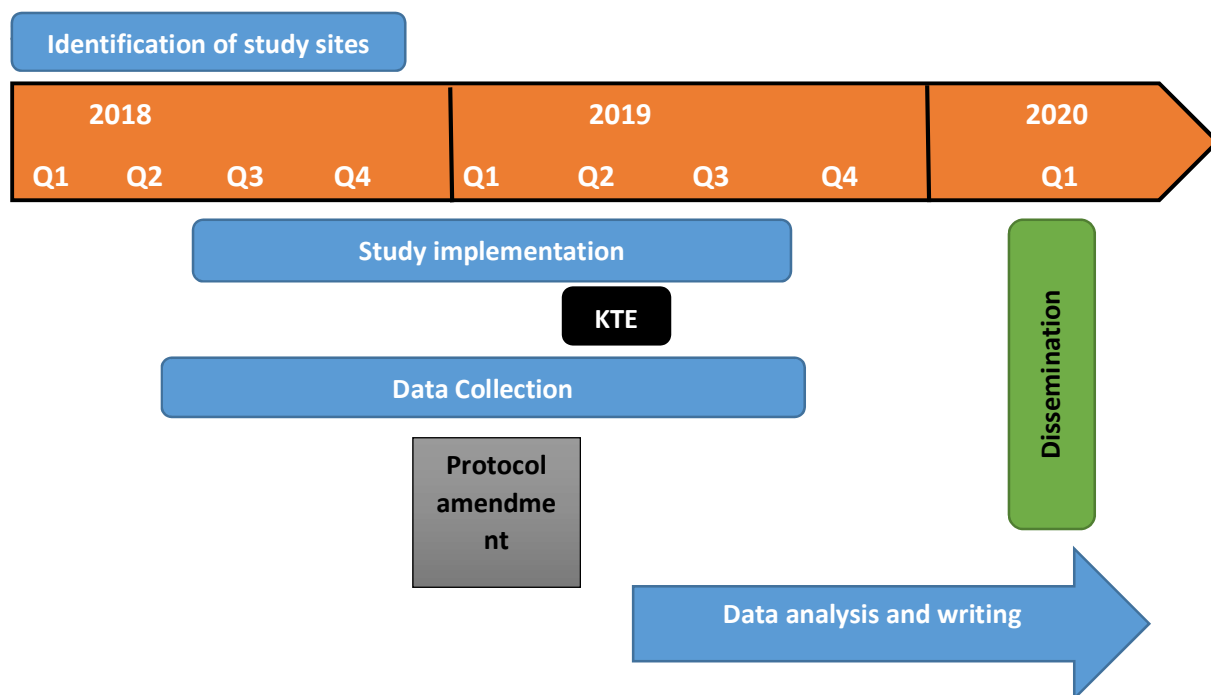 Identification of study sites
2018 2019 2020
Q1 Q2 Q3 Q4 Q1 Q2 Q3 Q4 Q1
Study implementation
KTE
Data Collection
Protocol
amendme
nt
Dissemination
Data analysis and writing